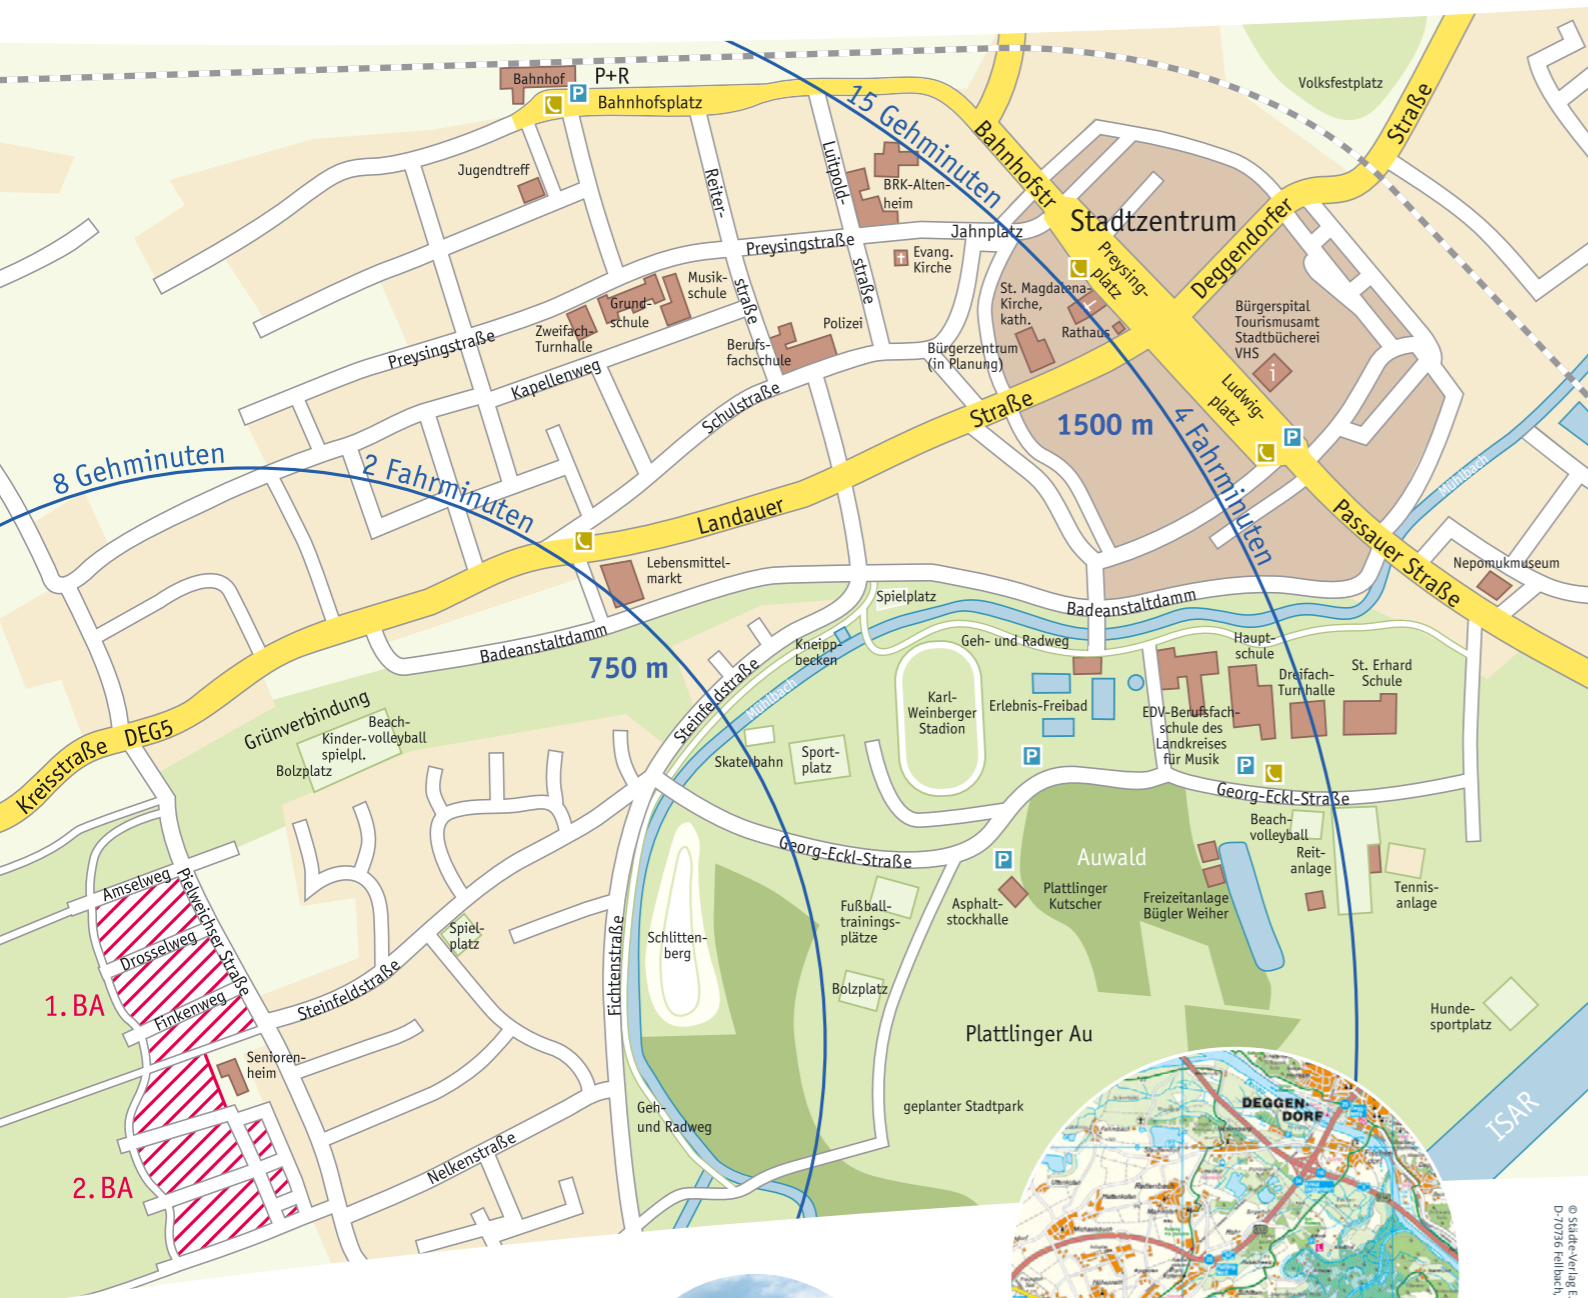 Bahnhof
P+R
P
Bahnhofsplatz
Volksfestplatz
Straße
15 Gehminuten
Bahnhofstr
Jugendtreff
Luitpold-
straße
Reiter-
straße
BRK-Alten-
heim
Stadtzentrum
Jahnplatz
Preysingstraße
Evang.
Kirche
Preysing-
platz
Deggendorfer
Musik-
schule
Grund-
schule
St. Magdalena-
Kirche,
kath.
Rathaus
Bürgerspital
Tourismusamt
Stadtbücherei
VHS
i
Zweifach-
Turnhalle
Polizei
Berufs-
fachschule
Preysingstraße
Bürgerzentrum
(in Planung)
Kapellenweg
Schulstraße
Straße
Ludwig-
platz
1500 m
4 Fahrminuten
P
8 Gehminuten
2 Fahrminuten
Mühlbach
Landauer
Passauer Straße
Lebensmittel-
markt
Nepomukmuseum
Spielplatz
Badeanstaltdamm
Badeanstaltdamm
Kneipp-
becken
Geh- und Radweg
Haupt-
schule
750 m
Steinfeldstraße
Mühlbach
Dreifach-
Turnhalle
St. Erhard
Schule
Karl-
Weinberger
Stadion
Erlebnis-Freibad
EDV-Berufsfach-
schule des
Landkreises
für Musik
Grünverbindung
Beach-
volleyball
Kinder-
spielpl.
Bolzplatz
Kreisstraße DEG5
Skaterbahn
Sport-
platz
P
P
Georg-Eckl-Straße
Beach-
volleyball
Georg-Eckl-Straße
P
Auwald
Reit-
anlage
Amselweg
Pielweichser Straße
Plattlinger
Kutscher
Asphalt-
stockhalle
Freizeitanlage
Bügler Weiher
Tennis-
anlage
Fußball-
trainings-
plätze
Spiel-
platz
Schlitten-
berg
Drosselweg
Fichtenstraße
Steinfeldstraße
Bolzplatz
1. BA
Finkenweg
Hunde-
sportplatz
Plattlinger Au
Senioren-
heim
Geh-
und Radweg
geplanter Stadtpark
DEGGEN-
DORF
ISAR
Nelkenstraße
2. BA
© Städte-Verlag E.
D-70736 Fellbach,